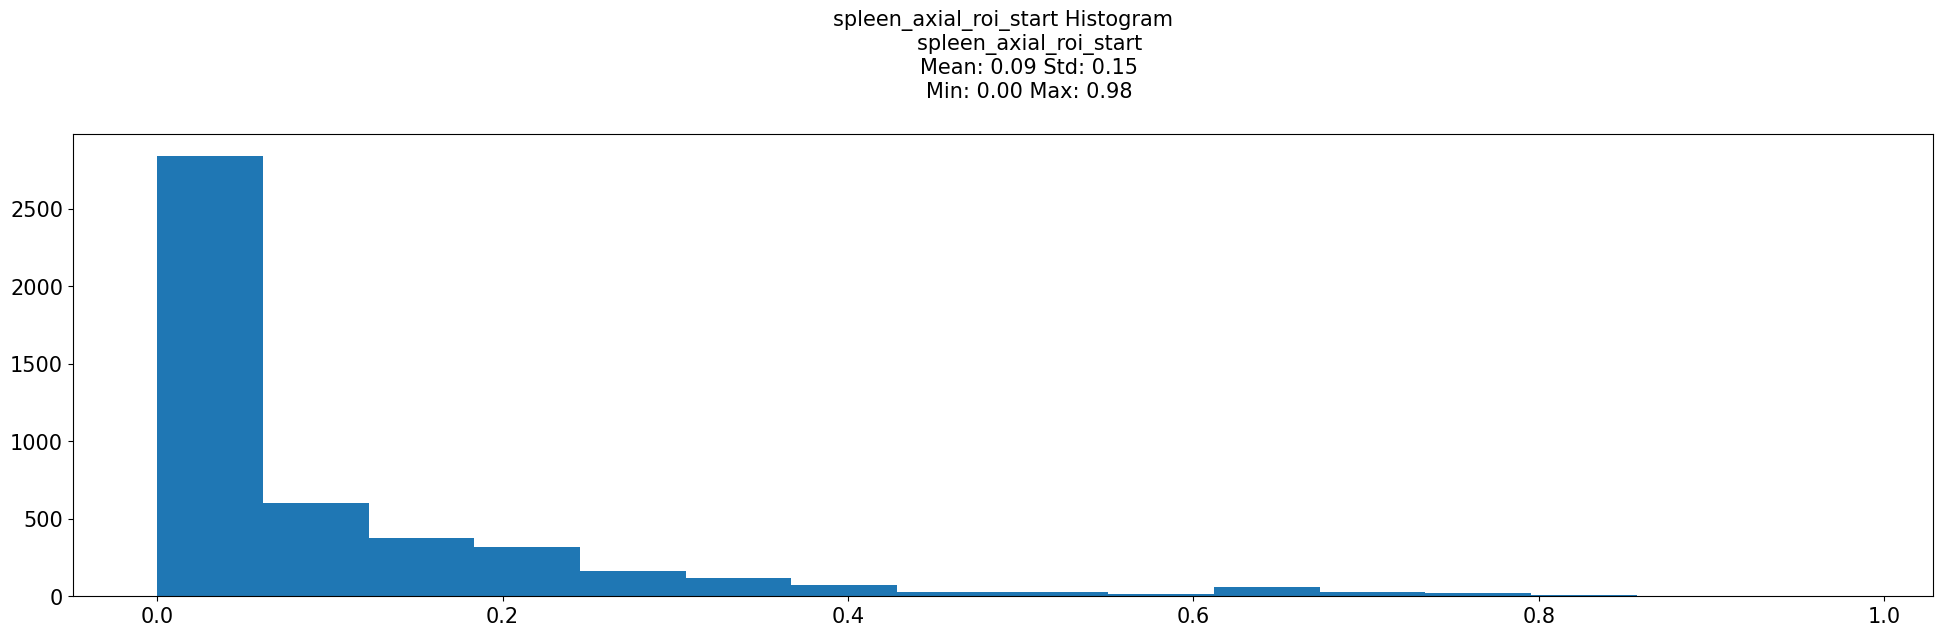 spleen_axial_roi_start Histogram
spleen_axial_roi_start
Mean: 0.09 Std: 0.15
Min: 0.00 Max: 0.98
2500
2000
1500
1000
500
0
0.0 0.2 0.4 0.6 0.8 1.0